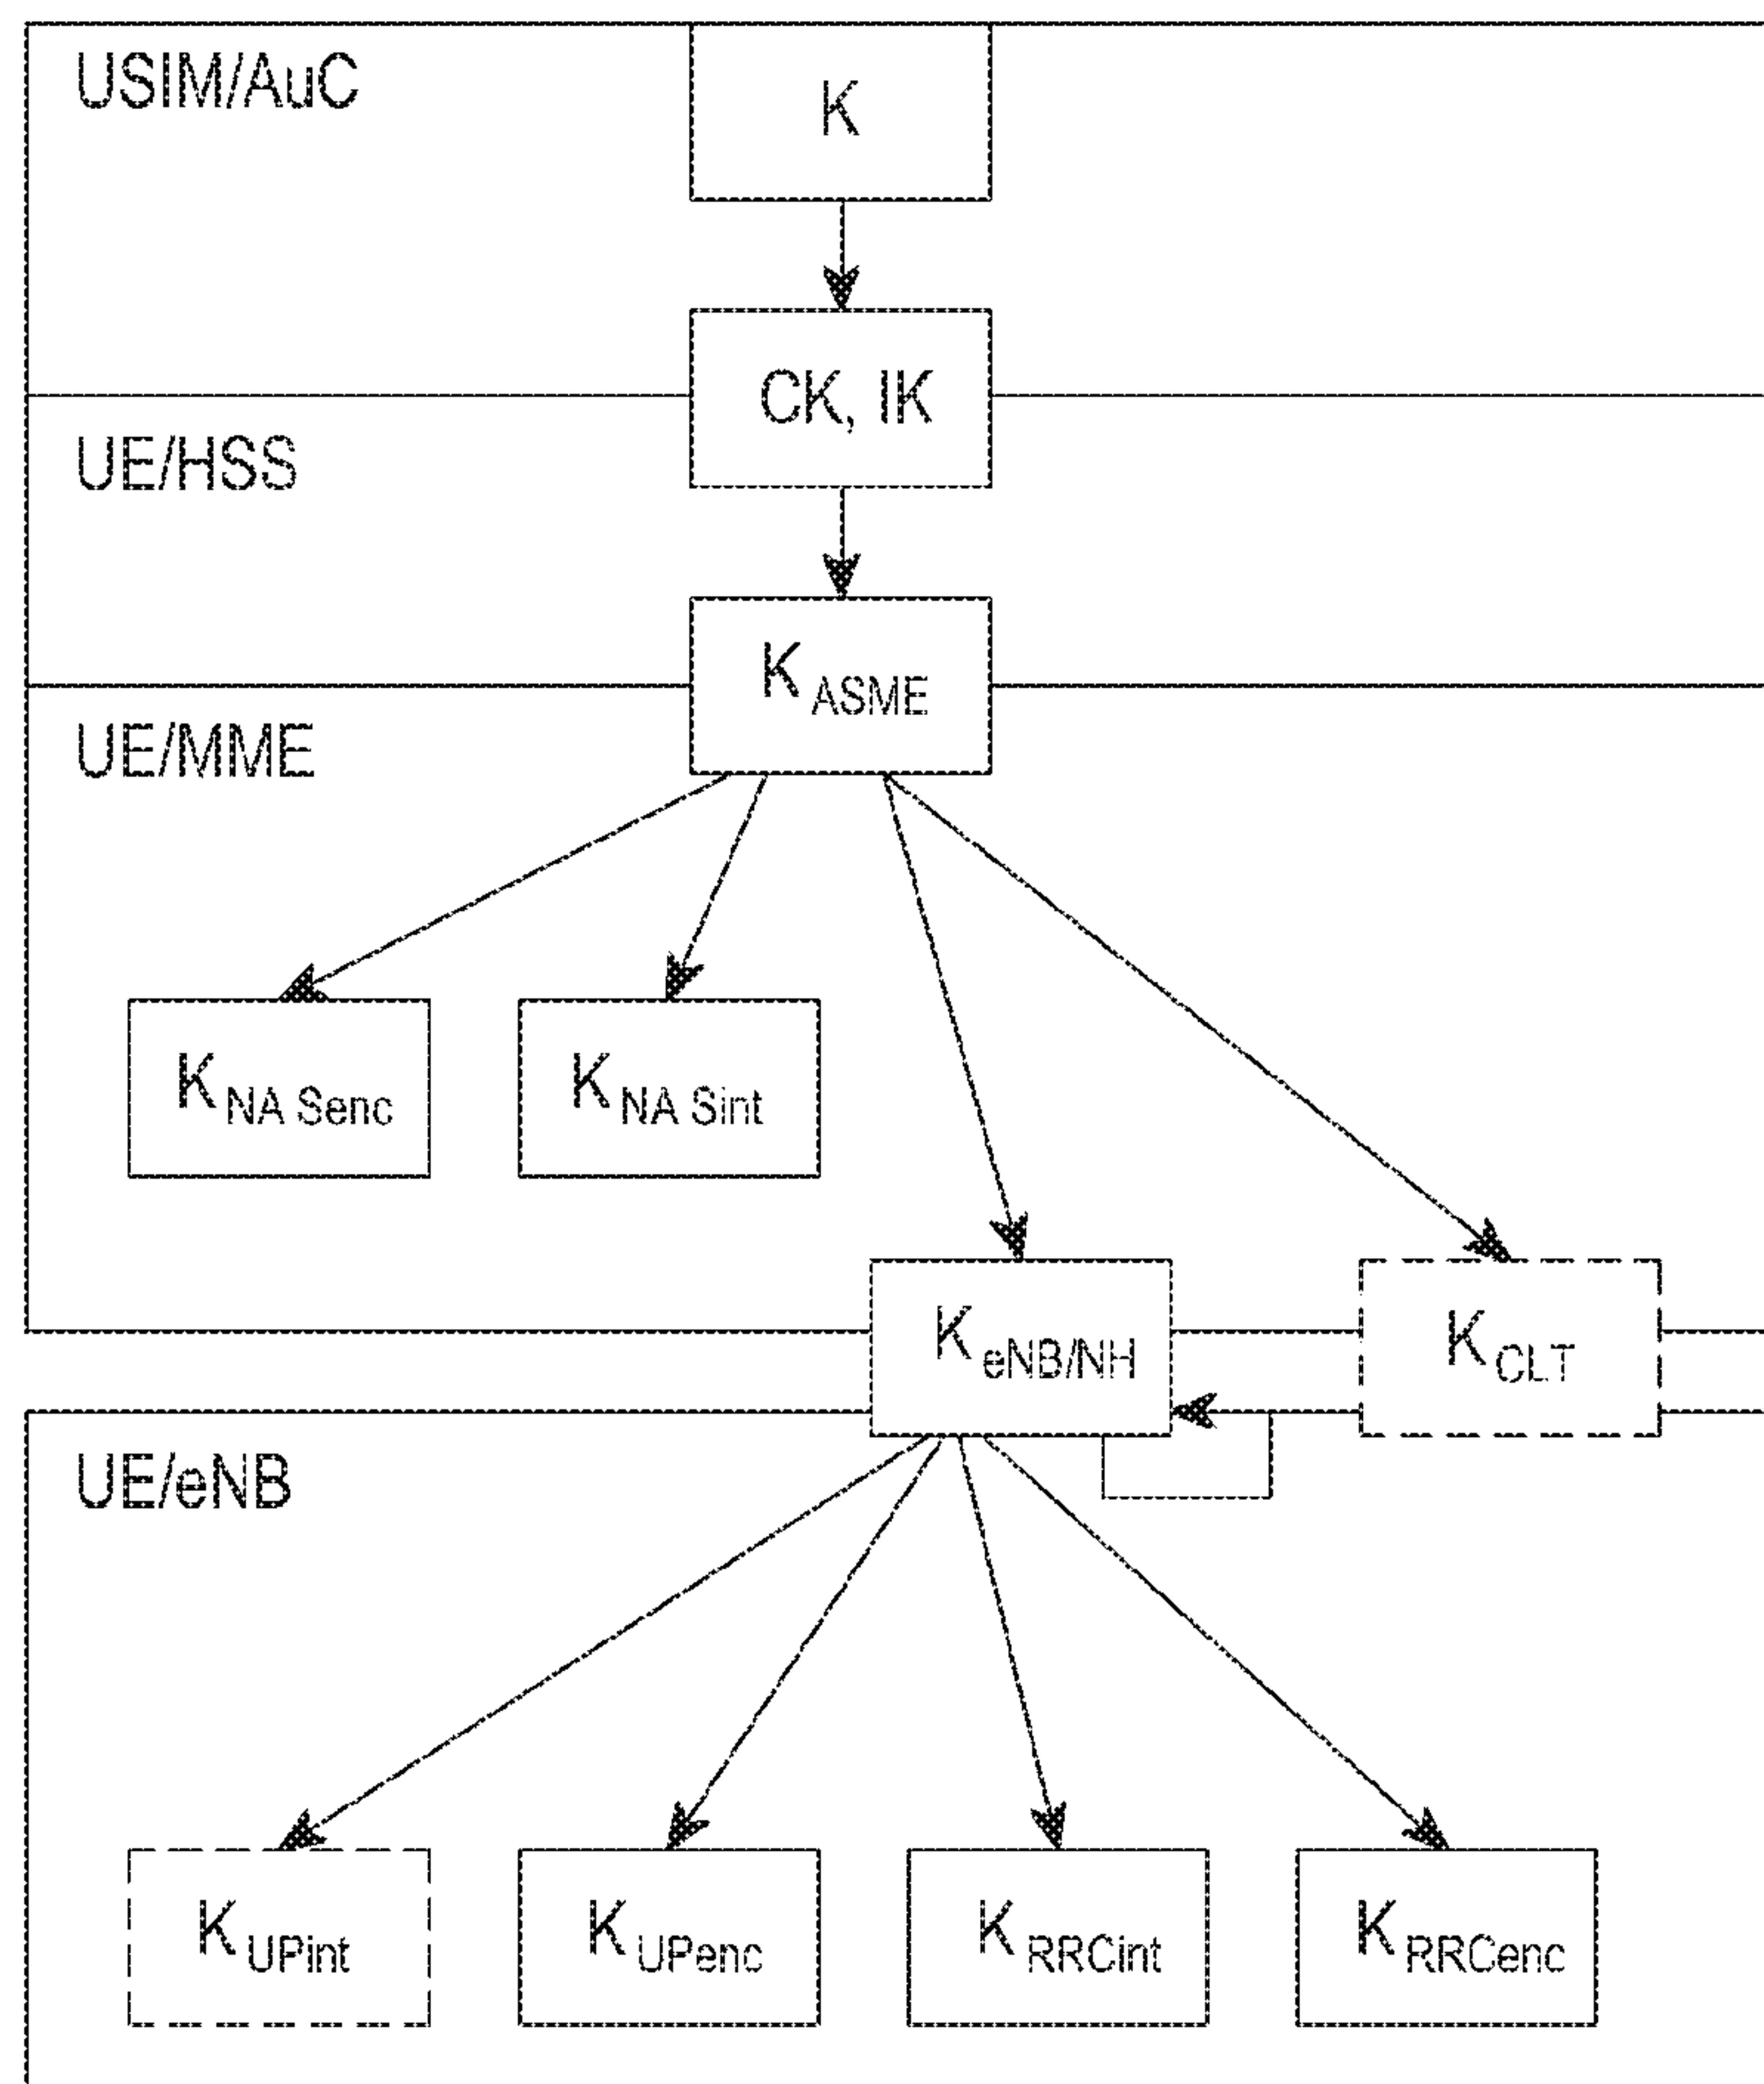 USIM/AuC
K
CK, IK
UE/HSS
K ASME
UE/MME
K NA Senc
K NA Sint
K eNB/NH
K CLT
UE/eNB
K UPint
K UPenc
K RRCint
K RRCenc